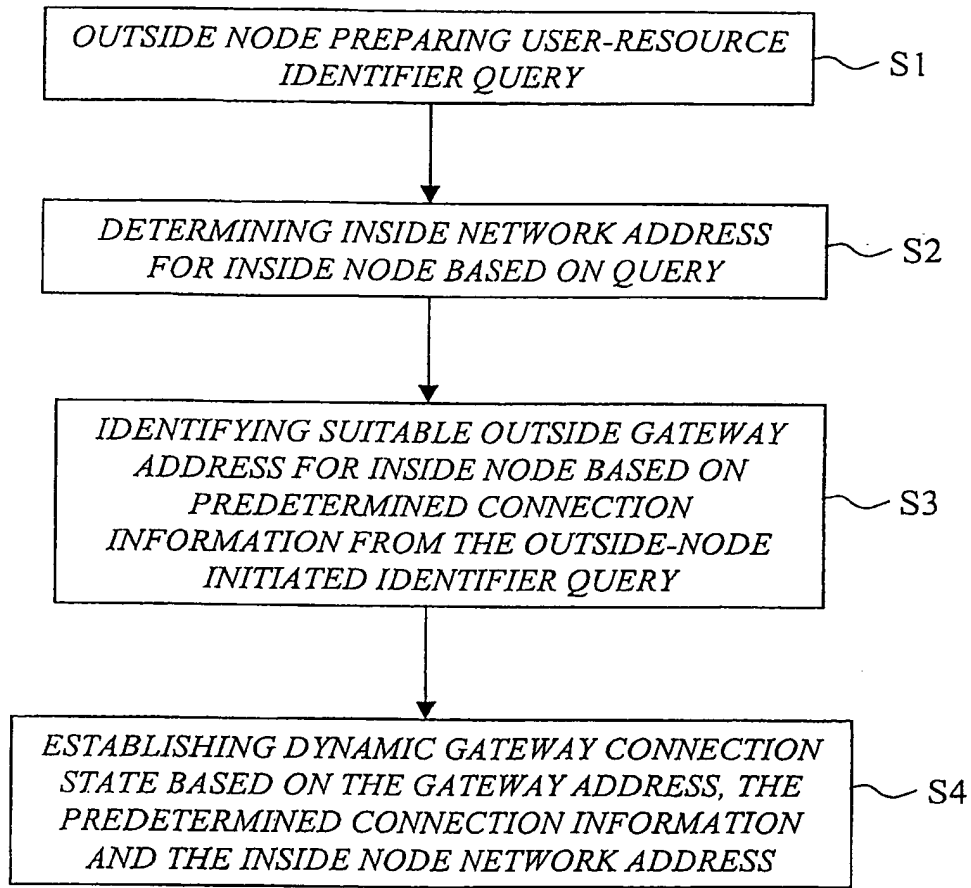 OUTSIDE NODE PREPARING USER-RESOURCE
IDENTIFIER QUERY
S1
DETERMINING INSIDE NETWORK ADDRESS
FOR INSIDE NODE BASED ON QUERY
S2
IDENTIFYING SUITABLE OUTSIDE GATEWAY
ADDRESS FOR INSIDE NODE BASED ON
PREDETERMINED CONNECTION
INFORMATION FROM THE OUTSIDE-NODE
INITIATED IDENTIFIER QUERY
S3
ESTABLISHING DYNAMIC GATEWAY CONNECTION
STATE BASED ON THE GATEWAY ADDRESS, THE
PREDETERMINED CONNECTION INFORMATION
AND THE INSIDE NODE NETWORK ADDRESS
S4